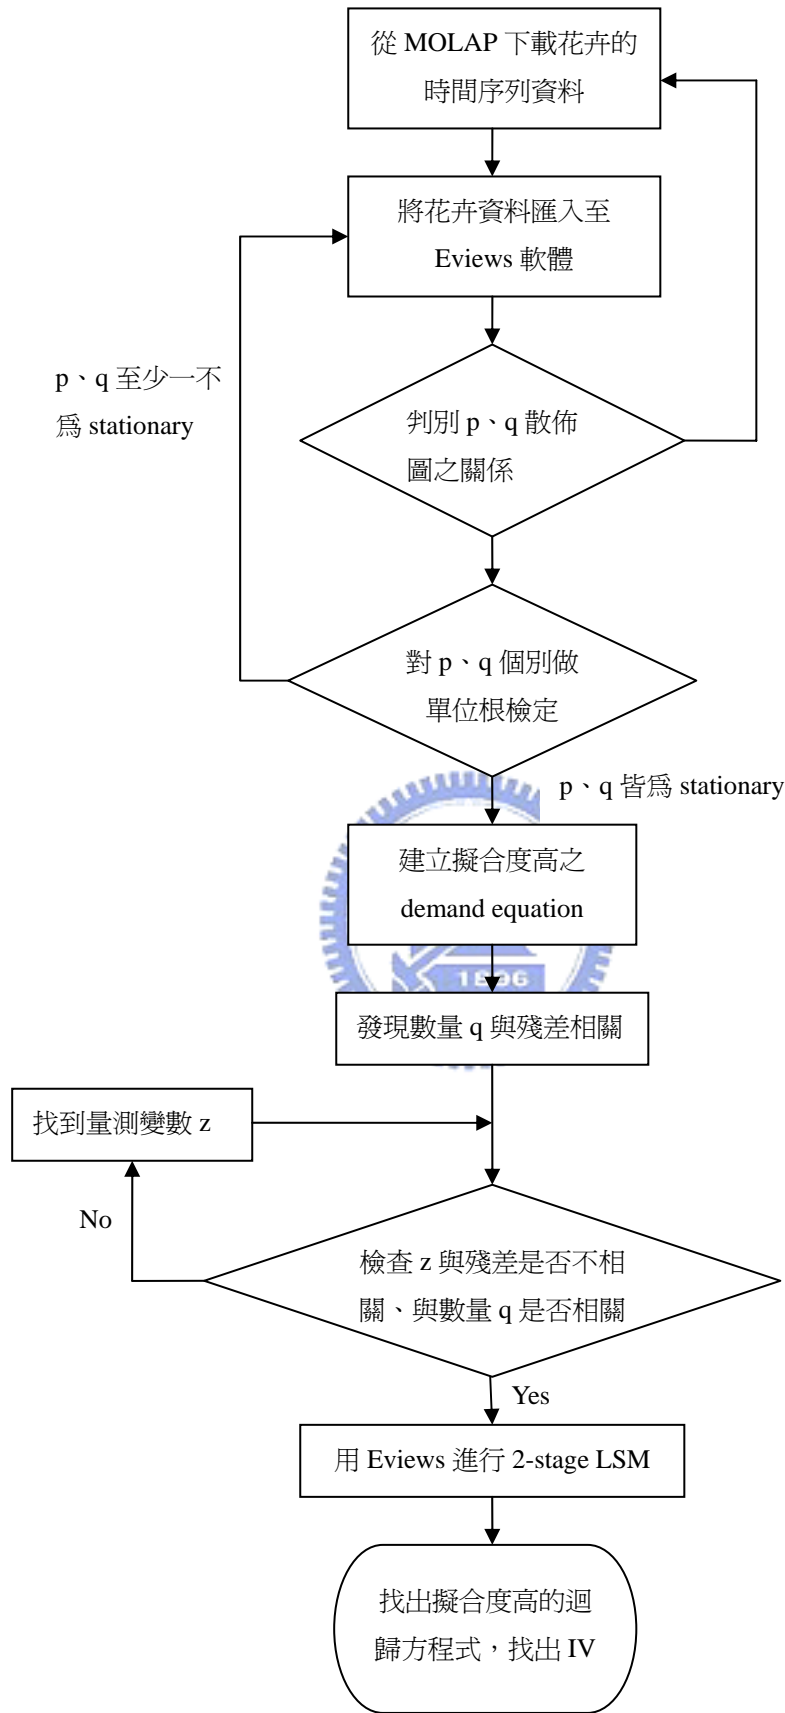 從 MOLAP 下載花卉的
時間序列資料
將花卉資料匯入至
Eviews 軟體
p、q 至少一不
爲 stationary
判別 p、q 散佈
圖之關係
對 p、q 個別做
單位根檢定
p、q 皆爲 stationary
建立擬合度高之
demand equation
1896
發現數量 q 與殘差相關
找到量測變數 z
No
檢查 z 與殘差是否不相
關、與數量 q 是否相關
Yes
用 Eviews 進行 2-stage LSM
找出擬合度高的迴
歸方程式，找出 IV